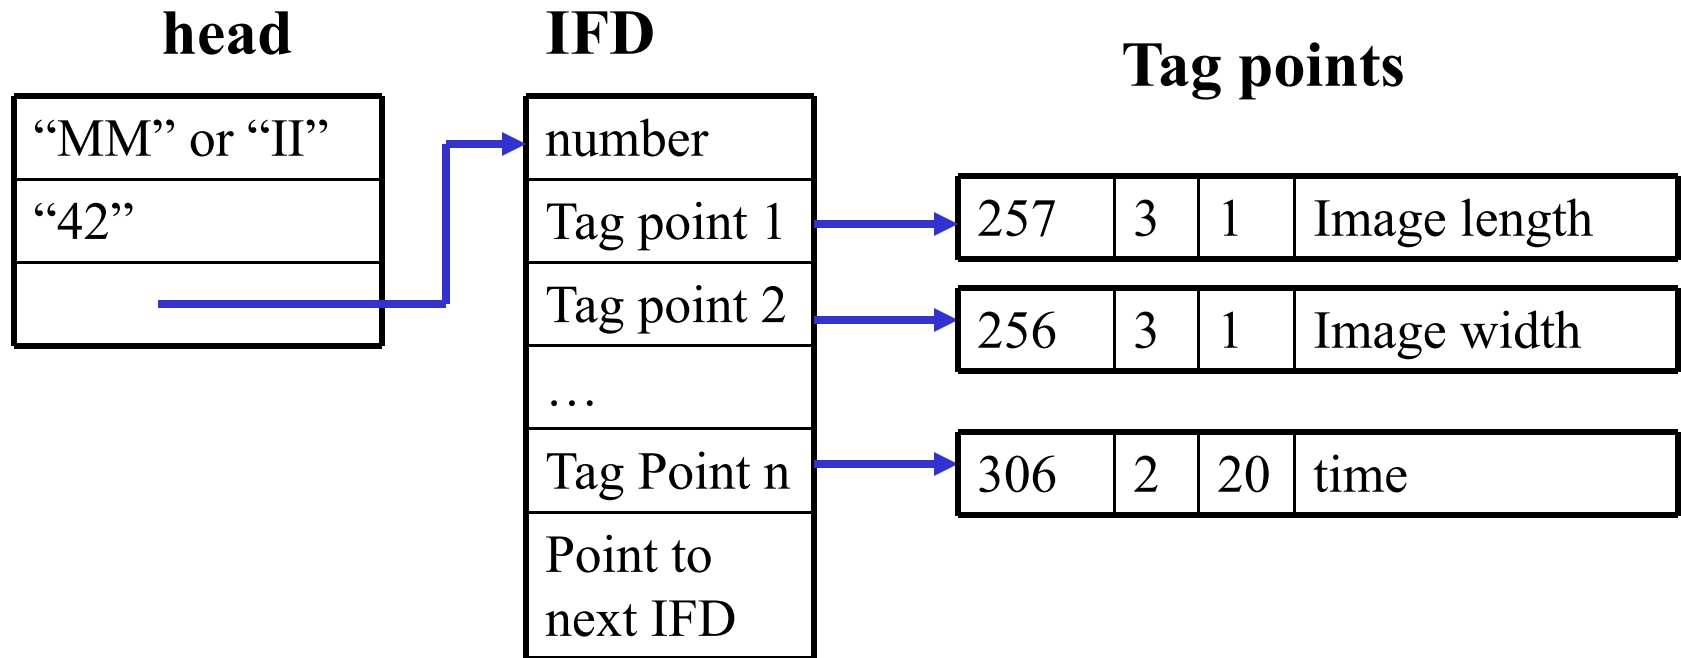 head
IFD
Tag points
“MM” or “II”
“42”
number
Tag point 1
Tag point 2
…
Tag Point n
Point to
next IFD
257 3 1 Image length
256 3 1 Image width
306 2 20 time